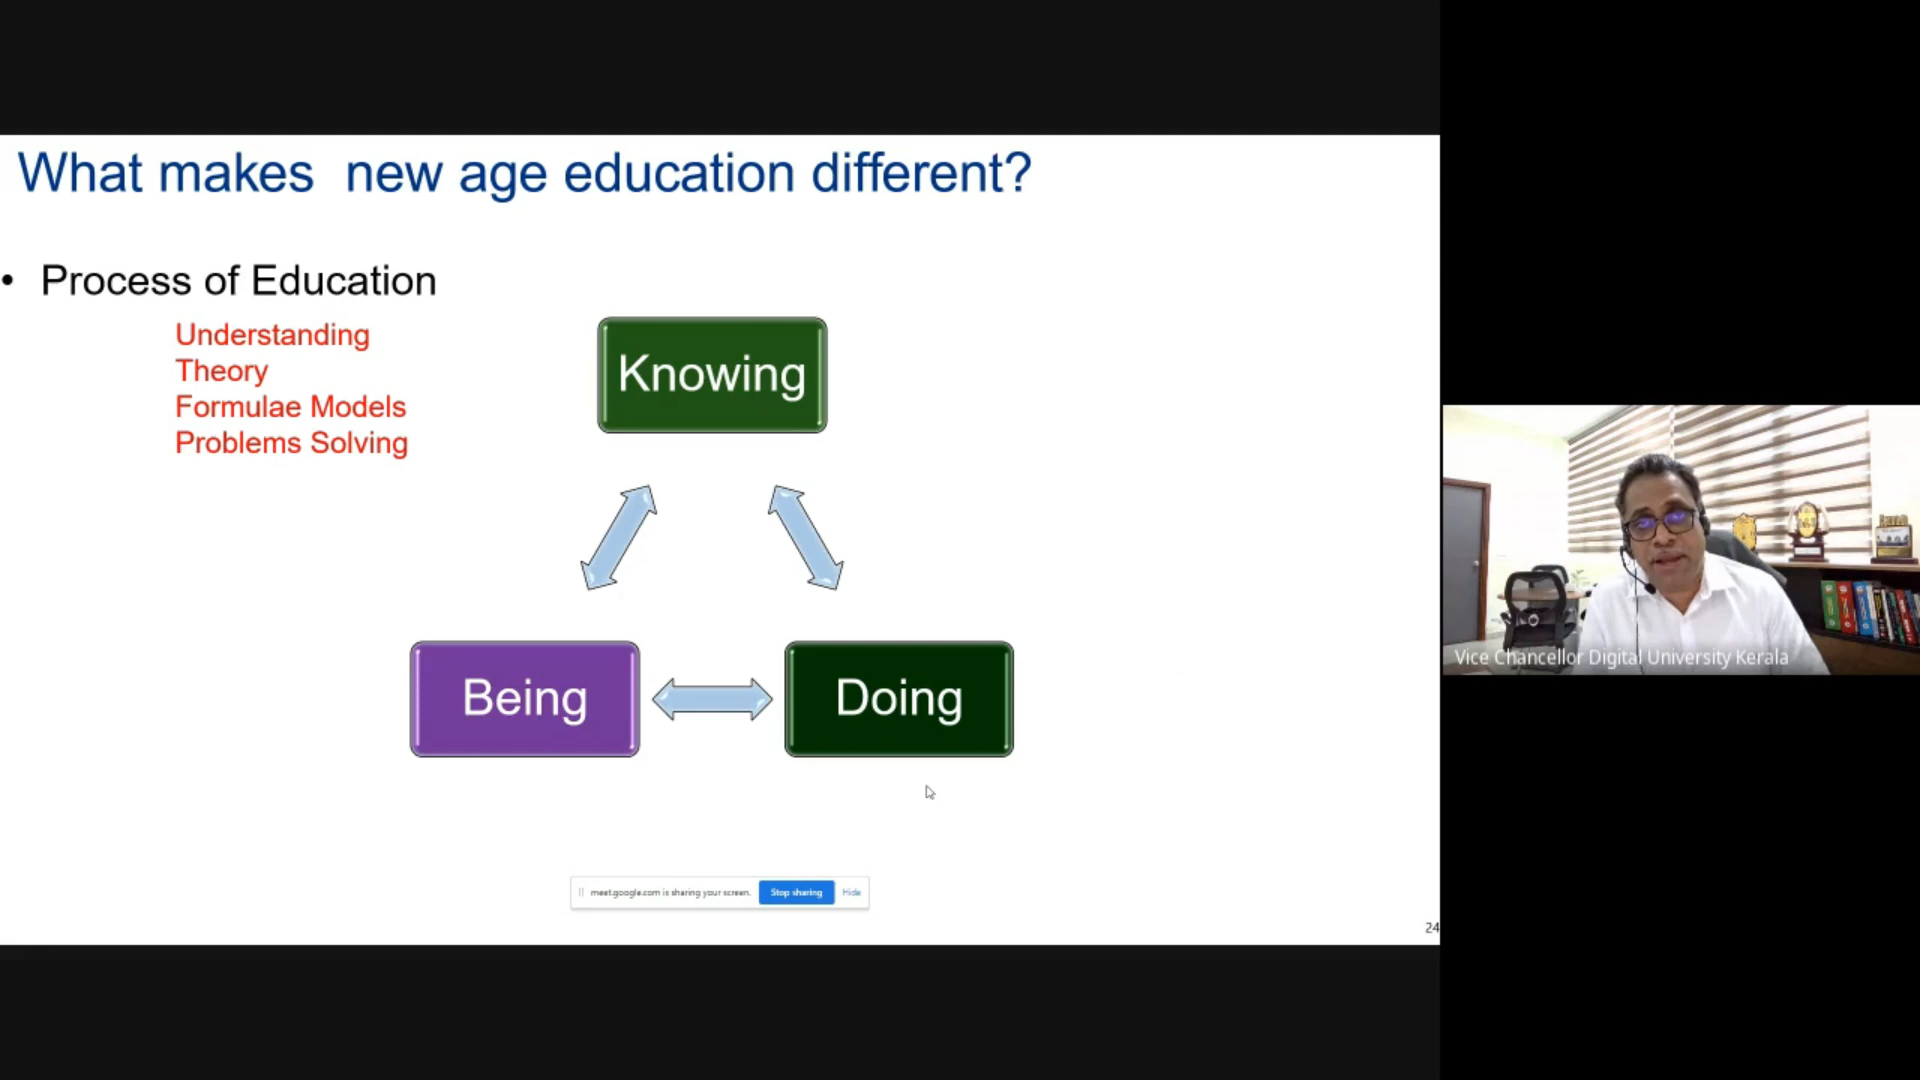 What makes  new age education different?
• Process of Education
Understanding
Theory
Formulae Models
Problems Solving
Knowing
Being
Doing
meet.google.com is sharing your screen.
Stop sharing
Hide
24
Vice Chancellor Digital University Kerala